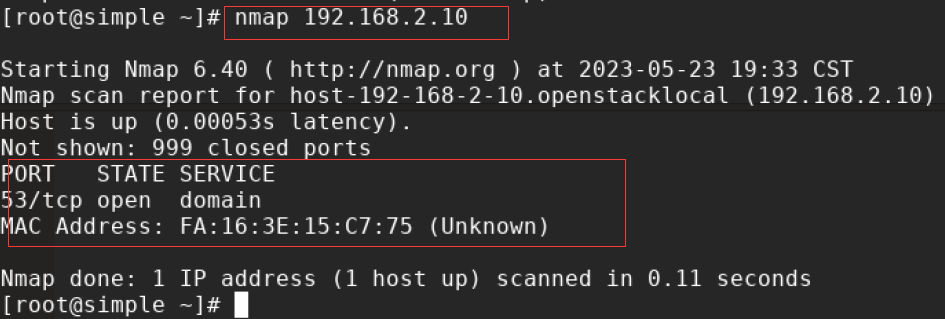 [root@simple ~]# nmap 192.168.2.10
Starting Nmap 6.40 ( http://nmap.org ) at 2023-05-23 19:33 CST
Nmap scan report for host-192-168-2-10.openstacklocal (192.168.2.10)
Host is up (0.00053s latency).
Not shown: 999 closed ports
PORT   STATE SERVICE
53/tcp open  domain
MAC Address: FA:16:3E:15:C7:75 (Unknown)
Nmap done: 1 IP address (1 host up) scanned in 0.11 seconds
[root@simple ~]#